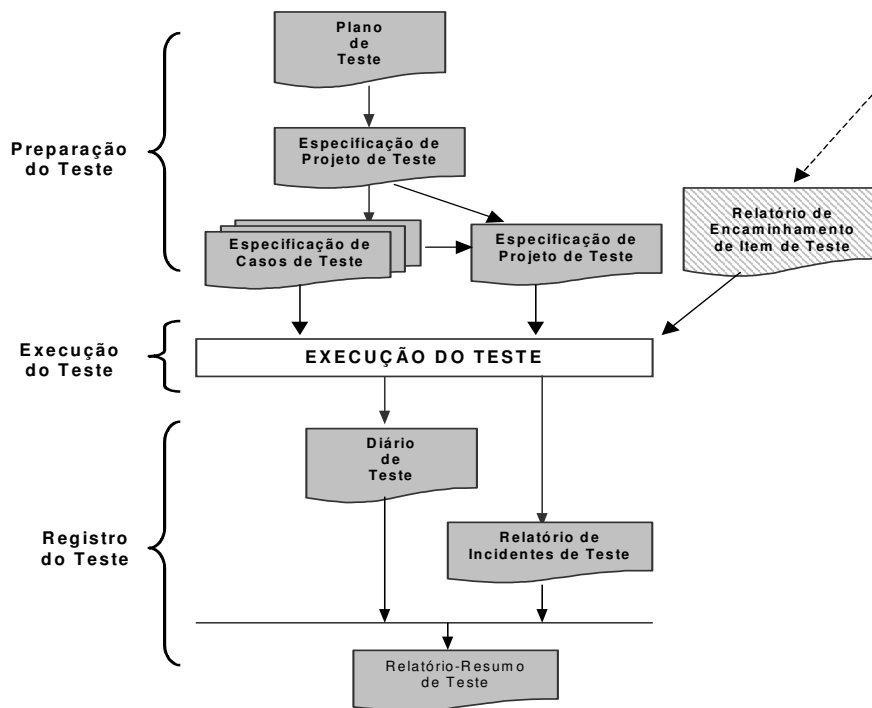 Plano
de
Teste
Preparação
do Teste
Especificação de
Projeto de Teste
Especificação de
Casos de Teste
Especificação de
Projeto de Teste
Relatório de
Encaminhamento
de Item de Teste
Execução
do Teste
EXECUÇÃO DO TESTE
Diário
de
Teste
Registro
do Teste
Relatório de
Incidentes de Teste
Relatório-Resumo
de Teste